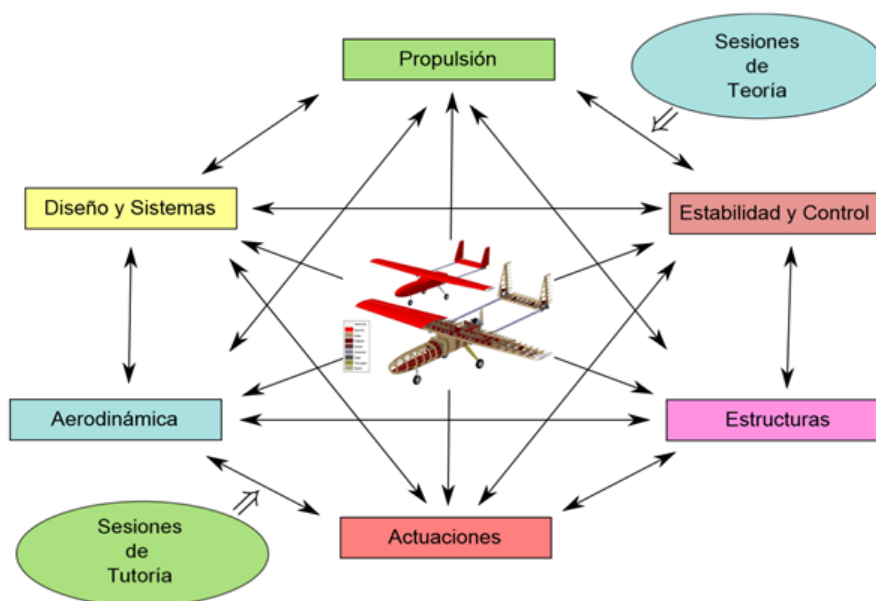 Propulsión
Sesiones
de
Teoría
Diseño y Sistemas
Estabilidad y Control
Aerodinámica
Estructuras
Sesiones
de
Tutoría
Actuaciones